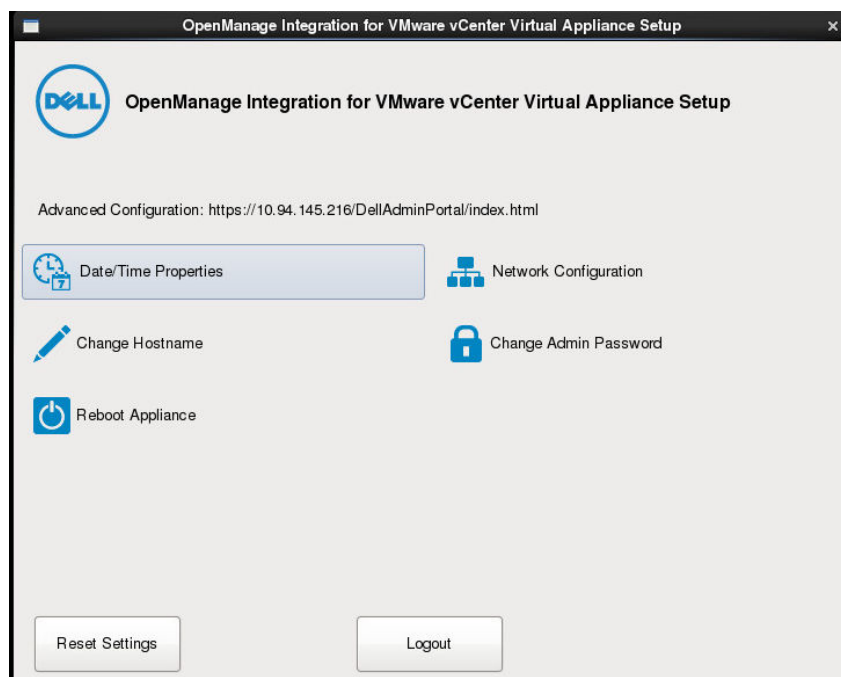 OpenManage Integration for VMware vCenter Virtual Appliance Setup
DELL OpenManage Integration for VMware vCenter Virtual Appliance Setup
Advanced Configuration: https://10.94.145.216/DellAdminPortal/index.html
Date/Time Properties Network Configuration
7
Change Hostname Change Admin Password
Reboot Appliance
Reset Settings Logout